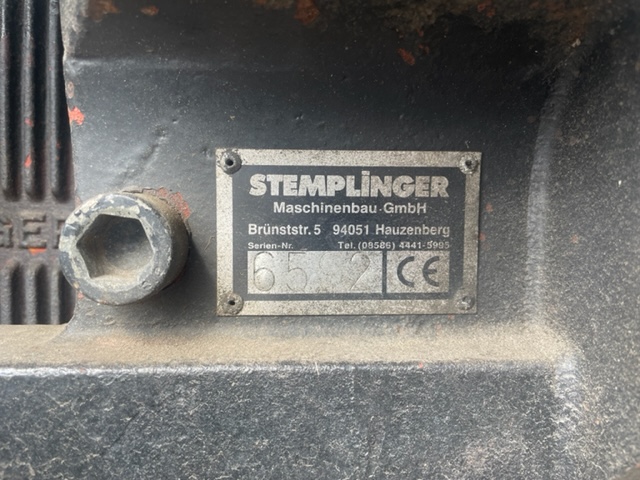 STEMPLINGER
Maschinenbau-GmbH
Brünststr. 5 94051 Hauzenberg
Serien-Nr. Tel. (08586) 4441-5995
CE